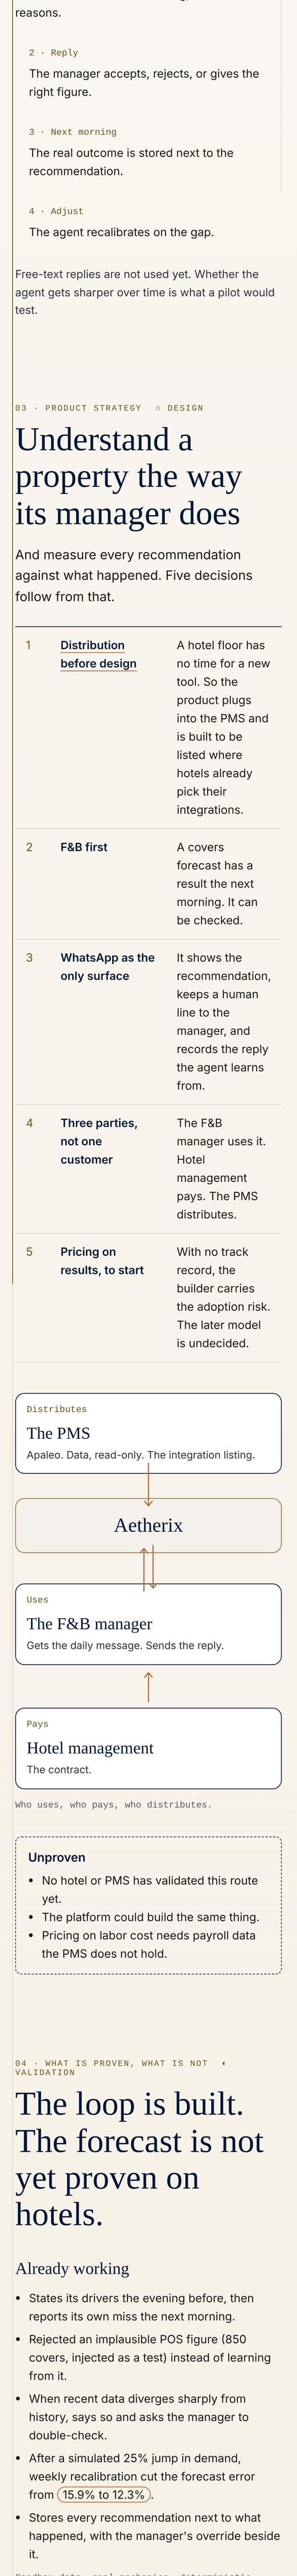 reasons.
2 · Reply
The manager accepts, rejects, or gives the
right figure.
3 · Next morning
The real outcome is stored next to the
recommendation.
4 · Adjust
The agent recalibrates on the gap.
Free-text replies are not used yet. Whether the
agent gets sharper over time is what a pilot would
test.
03 · PRODUCT STRATEGY ○ DESIGN
Understand a
property the way
its manager does
And measure every recommendation
against what happened. Five decisions
follow from that.
1
Distribution
before design
A hotel floor has
no time for a new
tool. So the
product plugs
into the PMS and
is built to be
listed where
hotels already
pick their
integrations.
2
F&B first
A covers
forecast has a
result the next
morning. It can
be checked.
3
WhatsApp as the
only surface
It shows the
recommendation,
keeps a human
line to the
manager, and
records the reply
the agent learns
from.
4
Three parties,
not one
customer
The F&B
manager uses it.
Hotel
management
pays. The PMS
distributes.
5
Pricing on
results, to start
With no track
record, the
builder carries
the adoption risk.
The later model
is undecided.
Distributes
The PMS
Apaleo. Data, read-only. The integration listing.
Aetherix
Uses
The F&B manager
Gets the daily message. Sends the reply.
Pays
Hotel management
The contract.
Who uses, who pays, who distributes.
Unproven
• No hotel or PMS has validated this route
yet.
• The platform could build the same thing.
• Pricing on labor cost needs payroll data
the PMS does not hold.
04 · WHAT IS PROVEN, WHAT IS NOT
VALIDATION
The loop is built.
The forecast is not
yet proven on
hotels.
Already working
• States its drivers the evening before, then
reports its own miss the next morning.
• Rejected an implausible POS figure (850
covers, injected as a test) instead of learning
from it.
• When recent data diverges sharply from
history, says so and asks the manager to
double-check.
• After a simulated 25% jump in demand,
weekly recalibration cut the forecast error
from 15.9% to 12.3%.
• Stores every recommendation next to what
happened, with the manager's override beside
it.